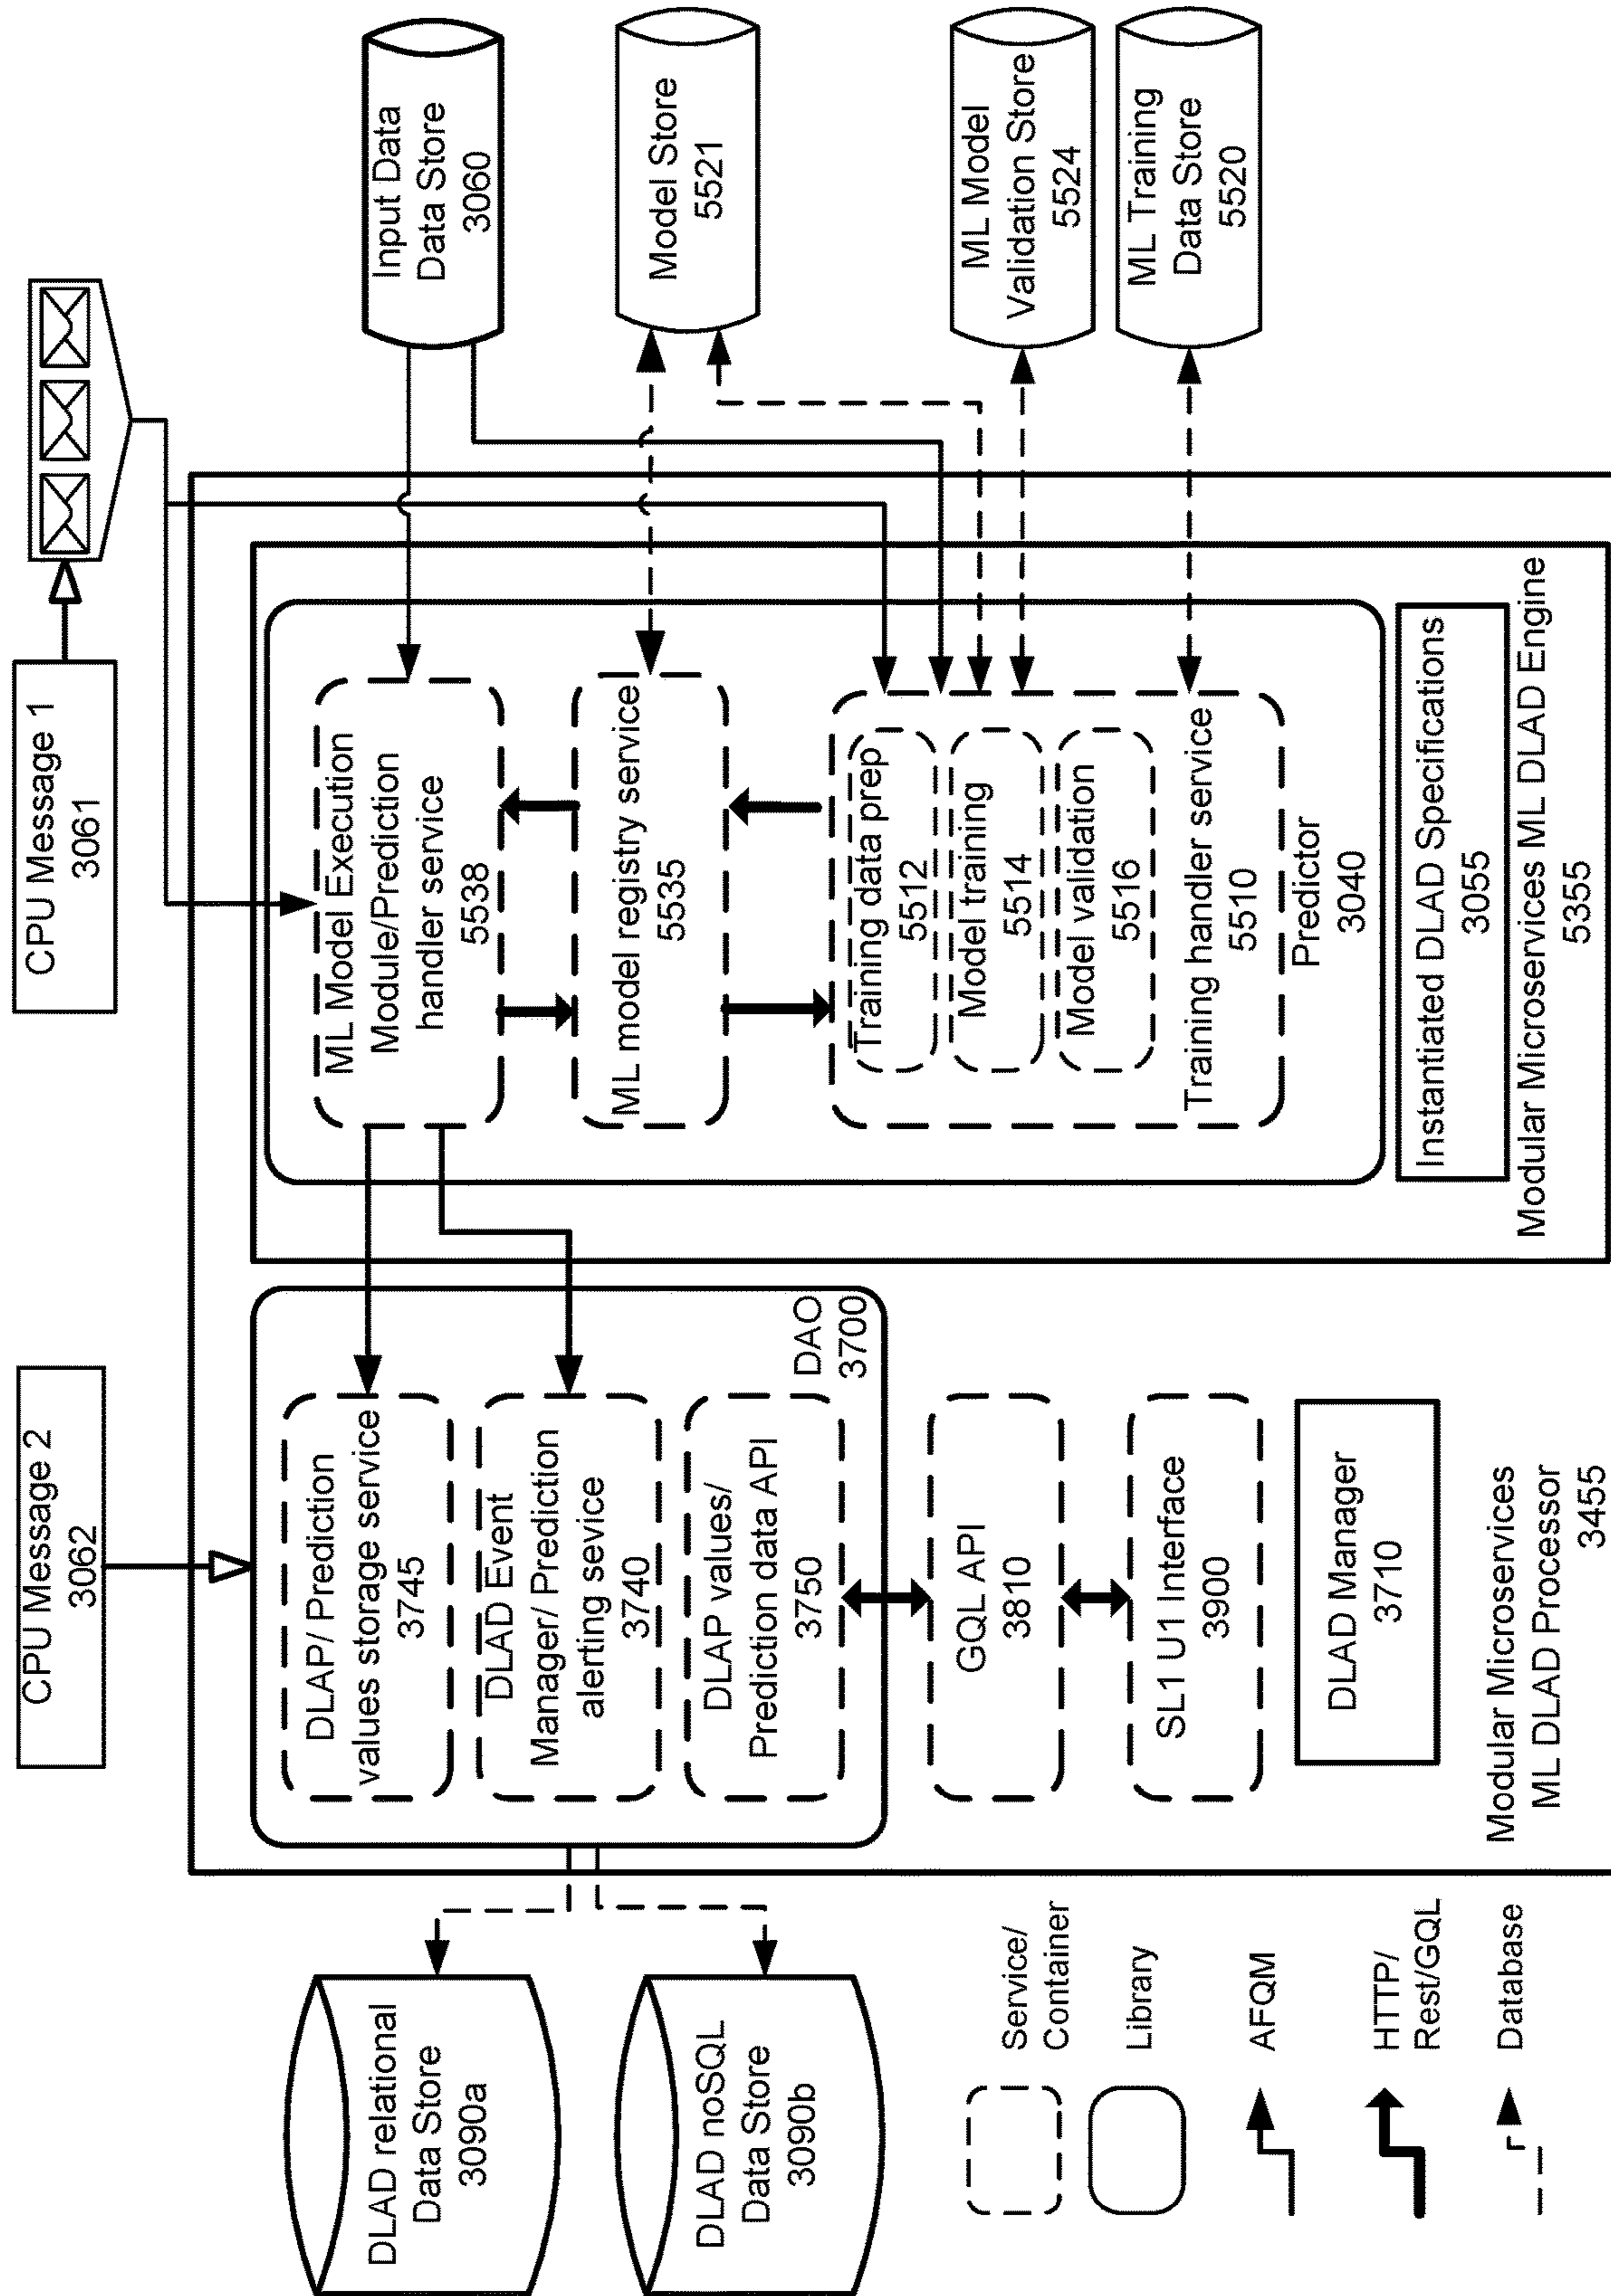 CPU Message 2
3062
CPU Message 1
3061
DLAD relational
Data Store
3090a
DLAD noSQL
Data Store
3090b
DLAP/ Prediction
values storage service
3745
DLAD Event
Manager/ Prediction
alerting sevice
3740
DLAP values/
Prediction data API
3750
DAO
3700
GQL API
3810
SL1 U1 Interface
3900
DLAD Manager
3710
Modular Microservices
ML DLAD Processor
3455
ML Model Execution
Module/Prediction
handler service
5538
ML model registry service
5535
Training data prep
5512
Model training
5514
Model validation
5516
Training handler service
5510
Predictor
3040
Instantiated DLAD Specifications
3055
Modular Microservices ML DLAD Engine
5355
Input Data
Data Store
3060
Model Store
5521
ML Model
Validation Store
5524
ML Training
Data Store
5520
Service/
Container
Library
AFQM
HTTP/
Rest/GQL
Database